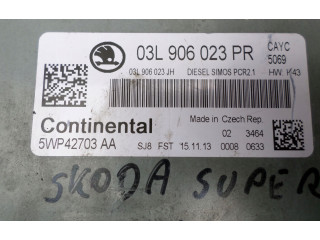 03L 906 023 PR CAYC
5069
03L 906 023 JH DIESEL SIMOS PCR2.1 HW: H43
Continental Made in Czech Rep.
02 3464
5WP42703 AA SJ8 FST 15.11.13 0008 0633
SKODA SUPER